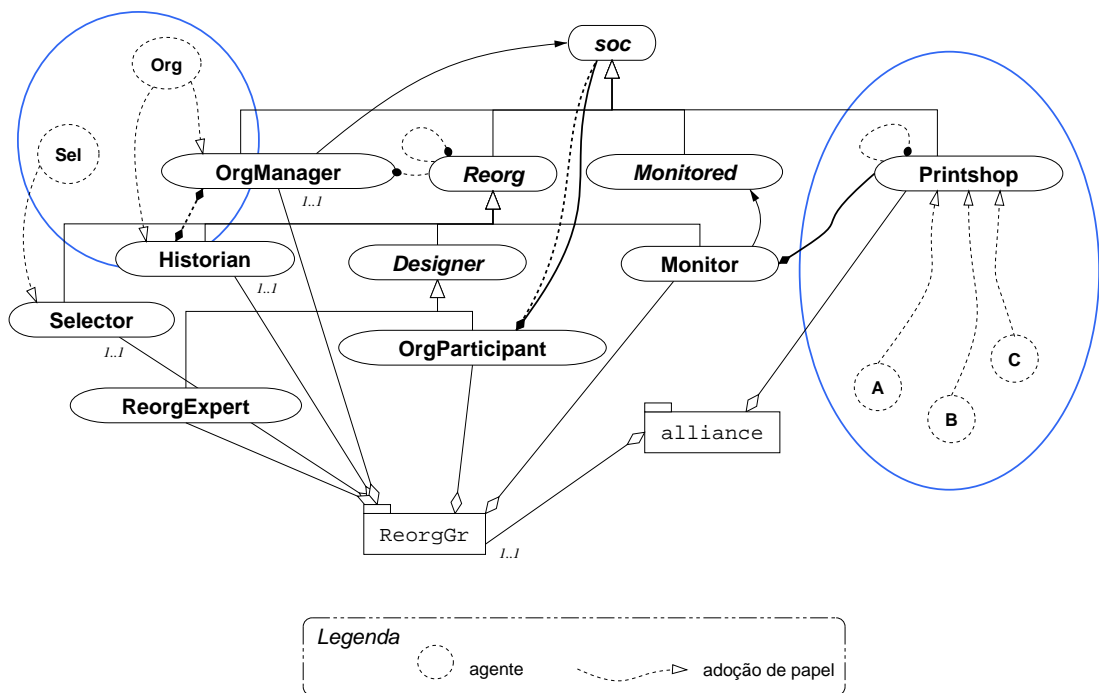 soc
Org
Sel
OrgManager
1..1
Reorg
Monitored
Printshop
Historian
1..1
Designer
Monitor
Selector
1..1
OrgParticipant
ReorgExpert
A
B
C
alliance
ReorgGr
1..1
Legenda
agente
adoção de papel